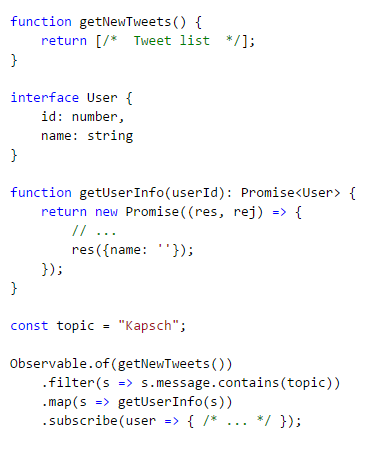 function getNewTweets() {
    return [/*  Tweet list  */];
}

interface User {
    id: number,
    name: string
}

function getUserInfo(userId): Promise<User> {
    return new Promise((res, rej) => {
        // ...
        res({name: ''});
    });
}

const topic = "Kapsch";

Observable.of(getNewTweets())
    .filter(s => s.message.contains(topic))
    .map(s => getUserInfo(s))
    .subscribe(user => { /* ... */ });